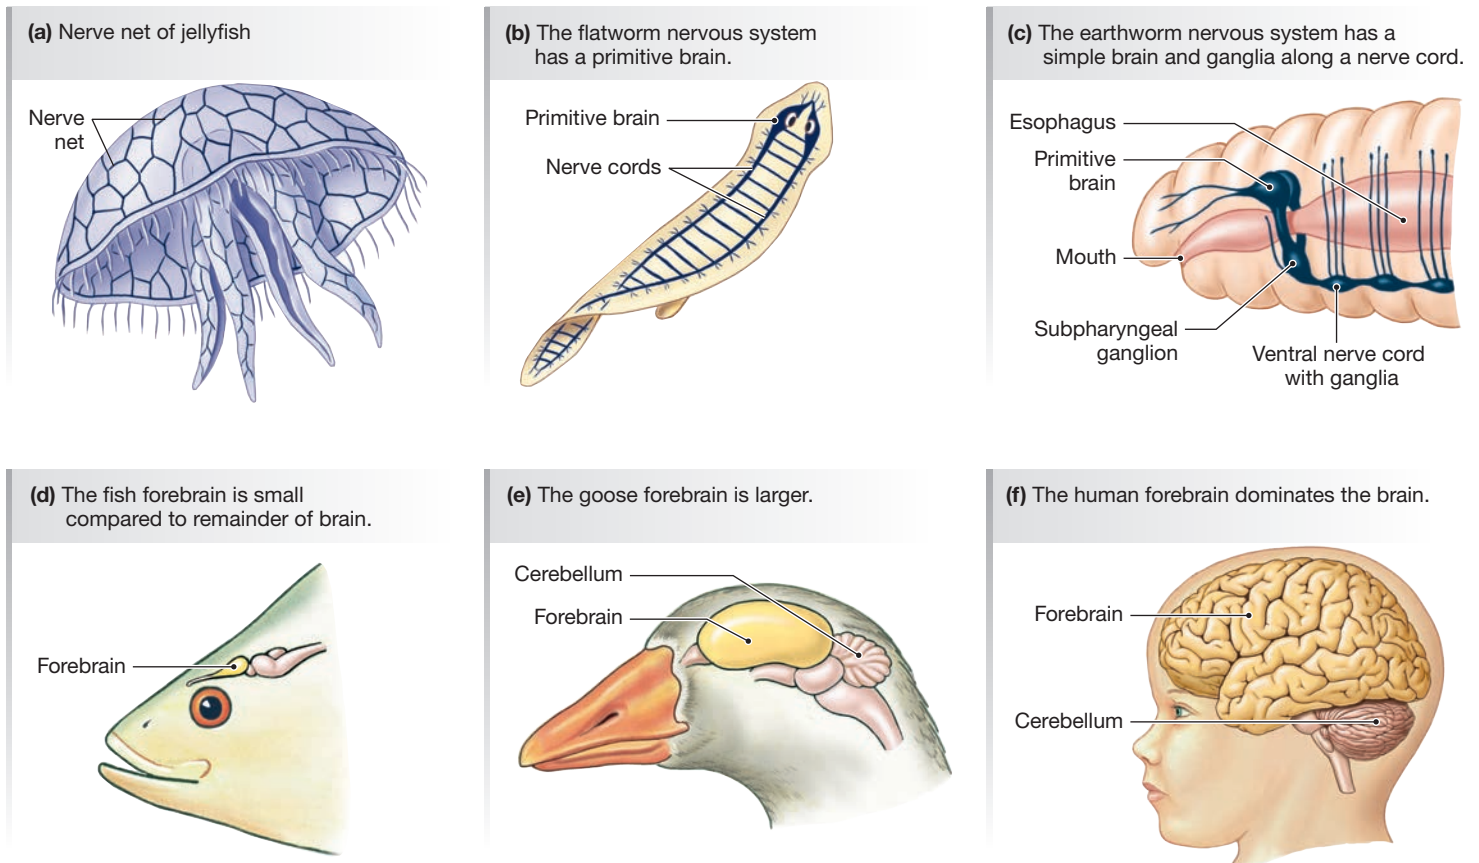 (a) Nerve net of jellyfish
Nerve
net
(b) The flatworm nervous system
has a primitive brain.
Primitive brain
Nerve cords
(c) The earthworm nervous system has a
simple brain and ganglia along a nerve cord.
Esophagus
Primitive
brain
Mouth
Subpharyngeal
ganglion
Ventral nerve cord
with ganglia
(d) The fish forebrain is small
compared to remainder of brain.
Forebrain
(e) The goose forebrain is larger.
Cerebellum
Forebrain
(f) The human forebrain dominates the brain.
Forebrain
Cerebellum